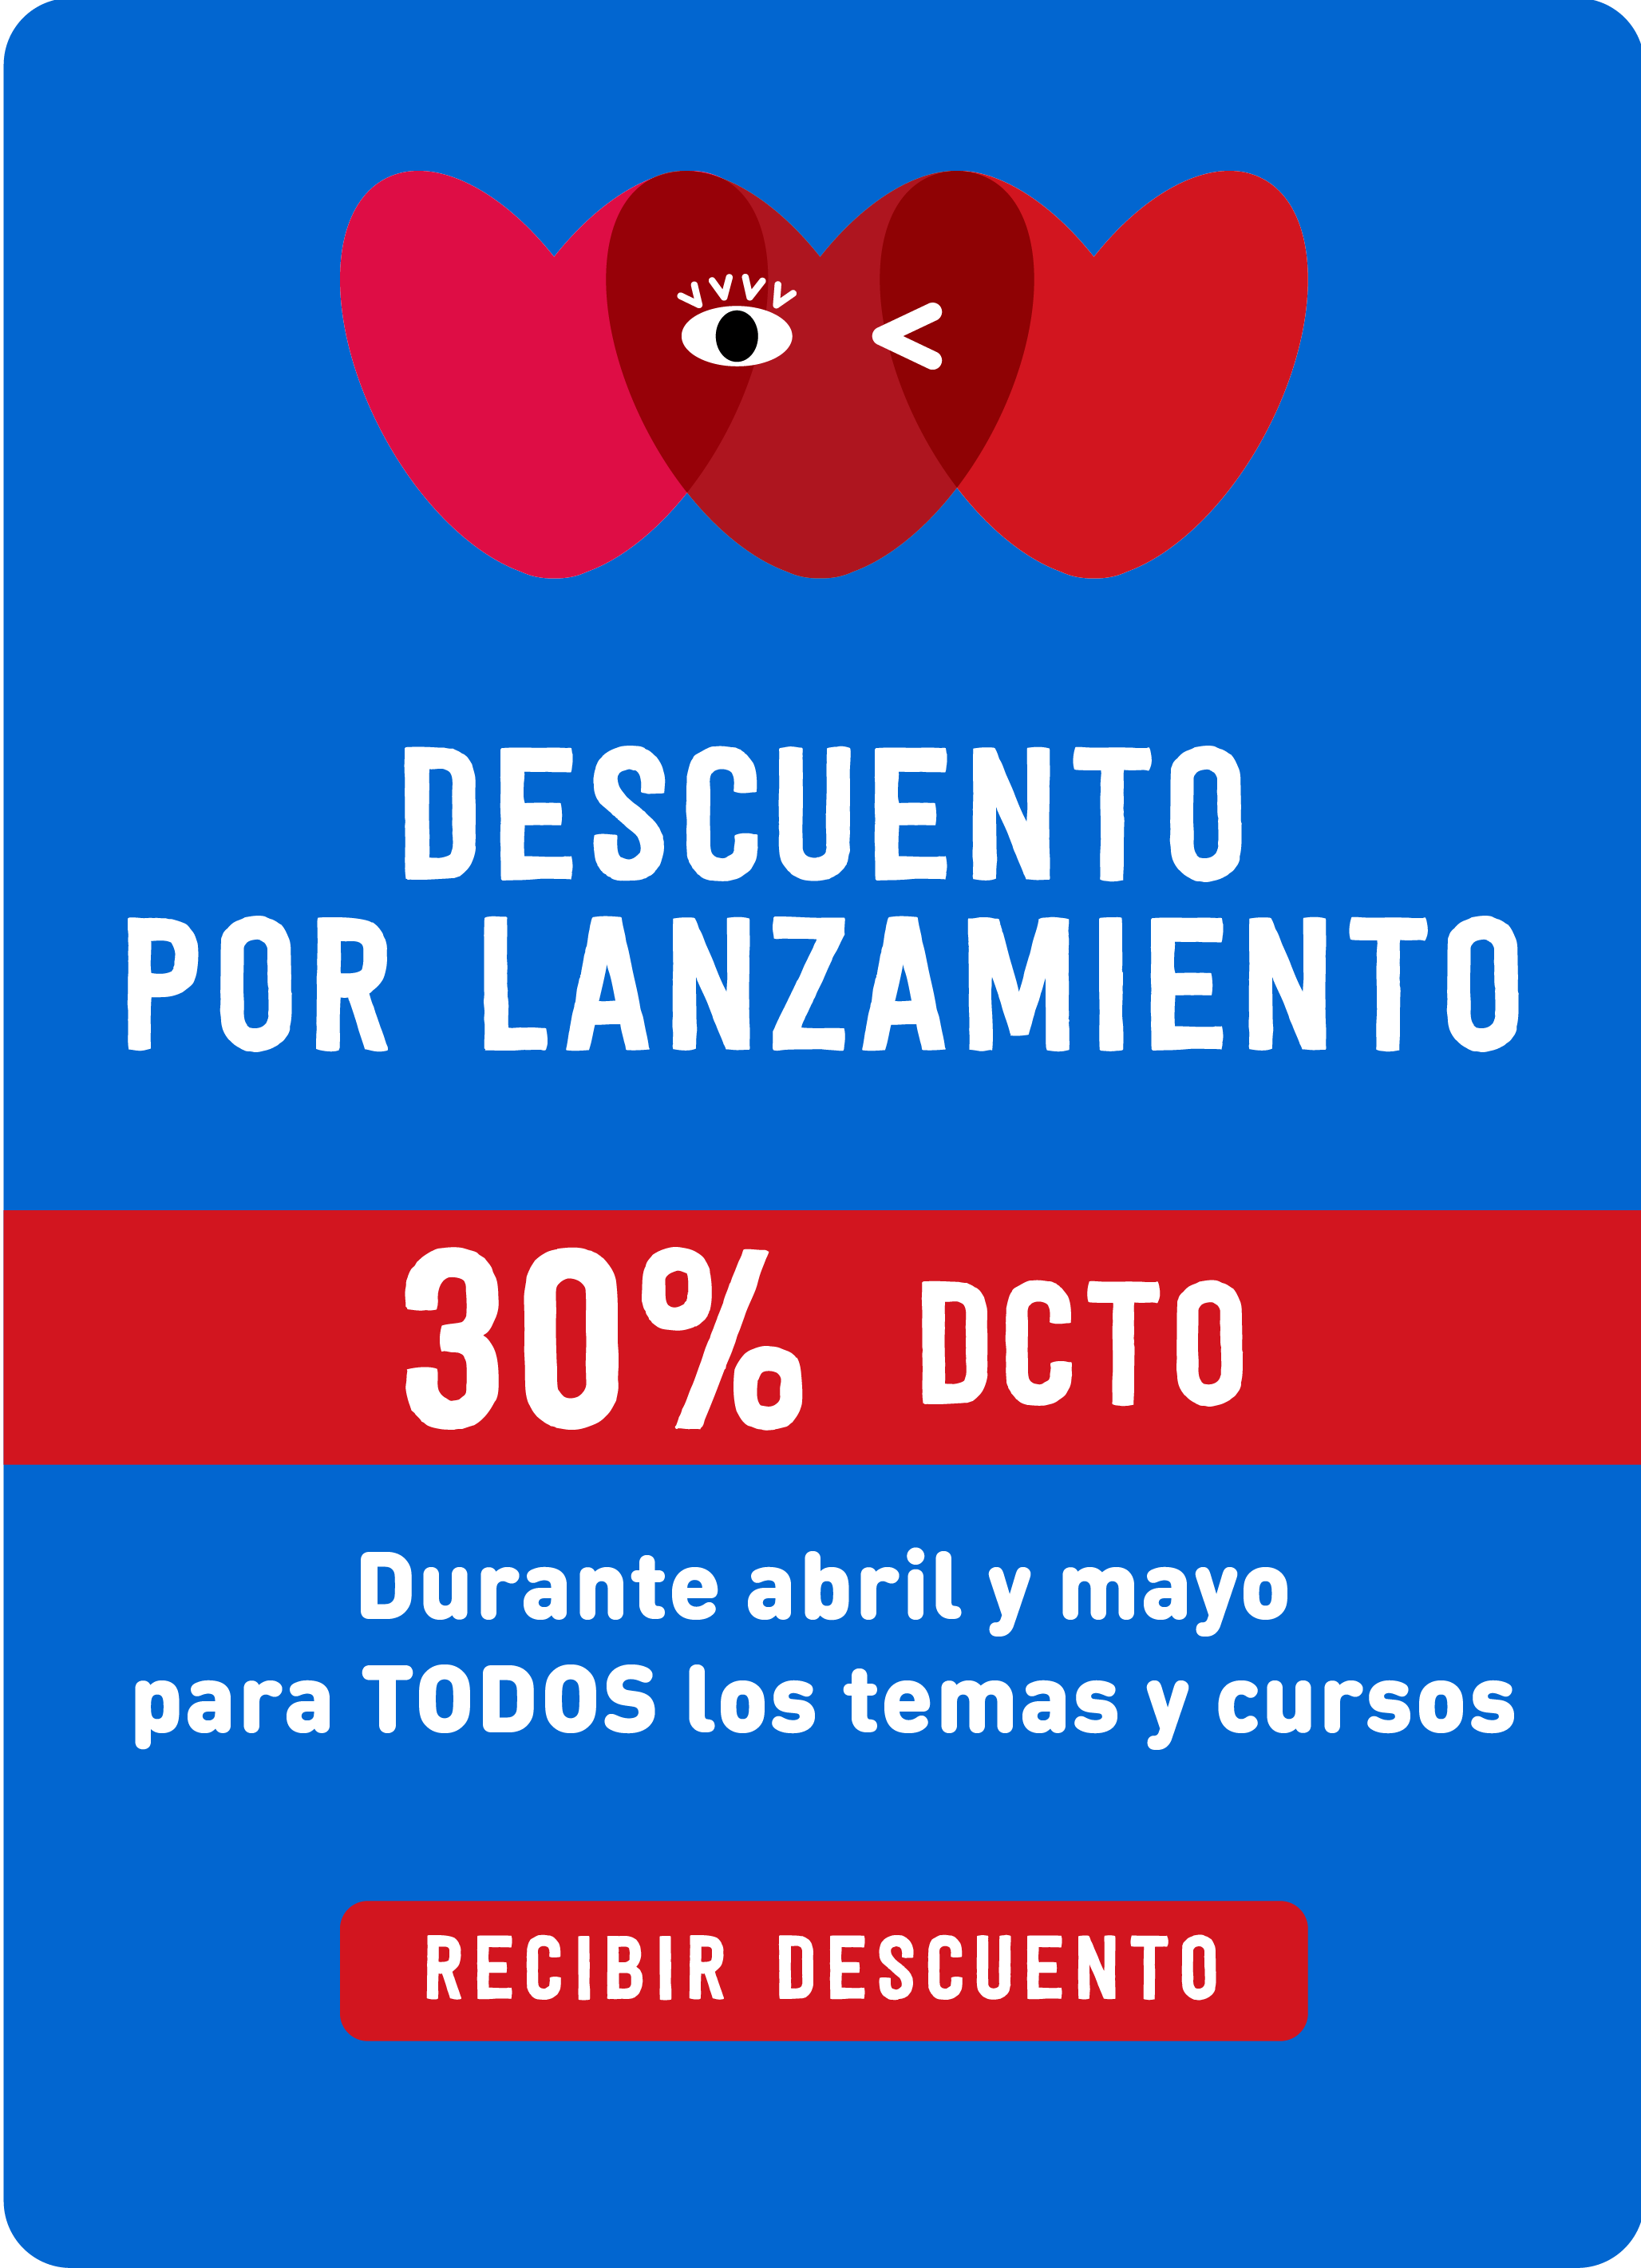 DESCUENTO
POR LANZAMIENTO
30% DCTO
Durante abril y mayo
para TODOS los temas y cursos
RECIBIR DESCUENTO